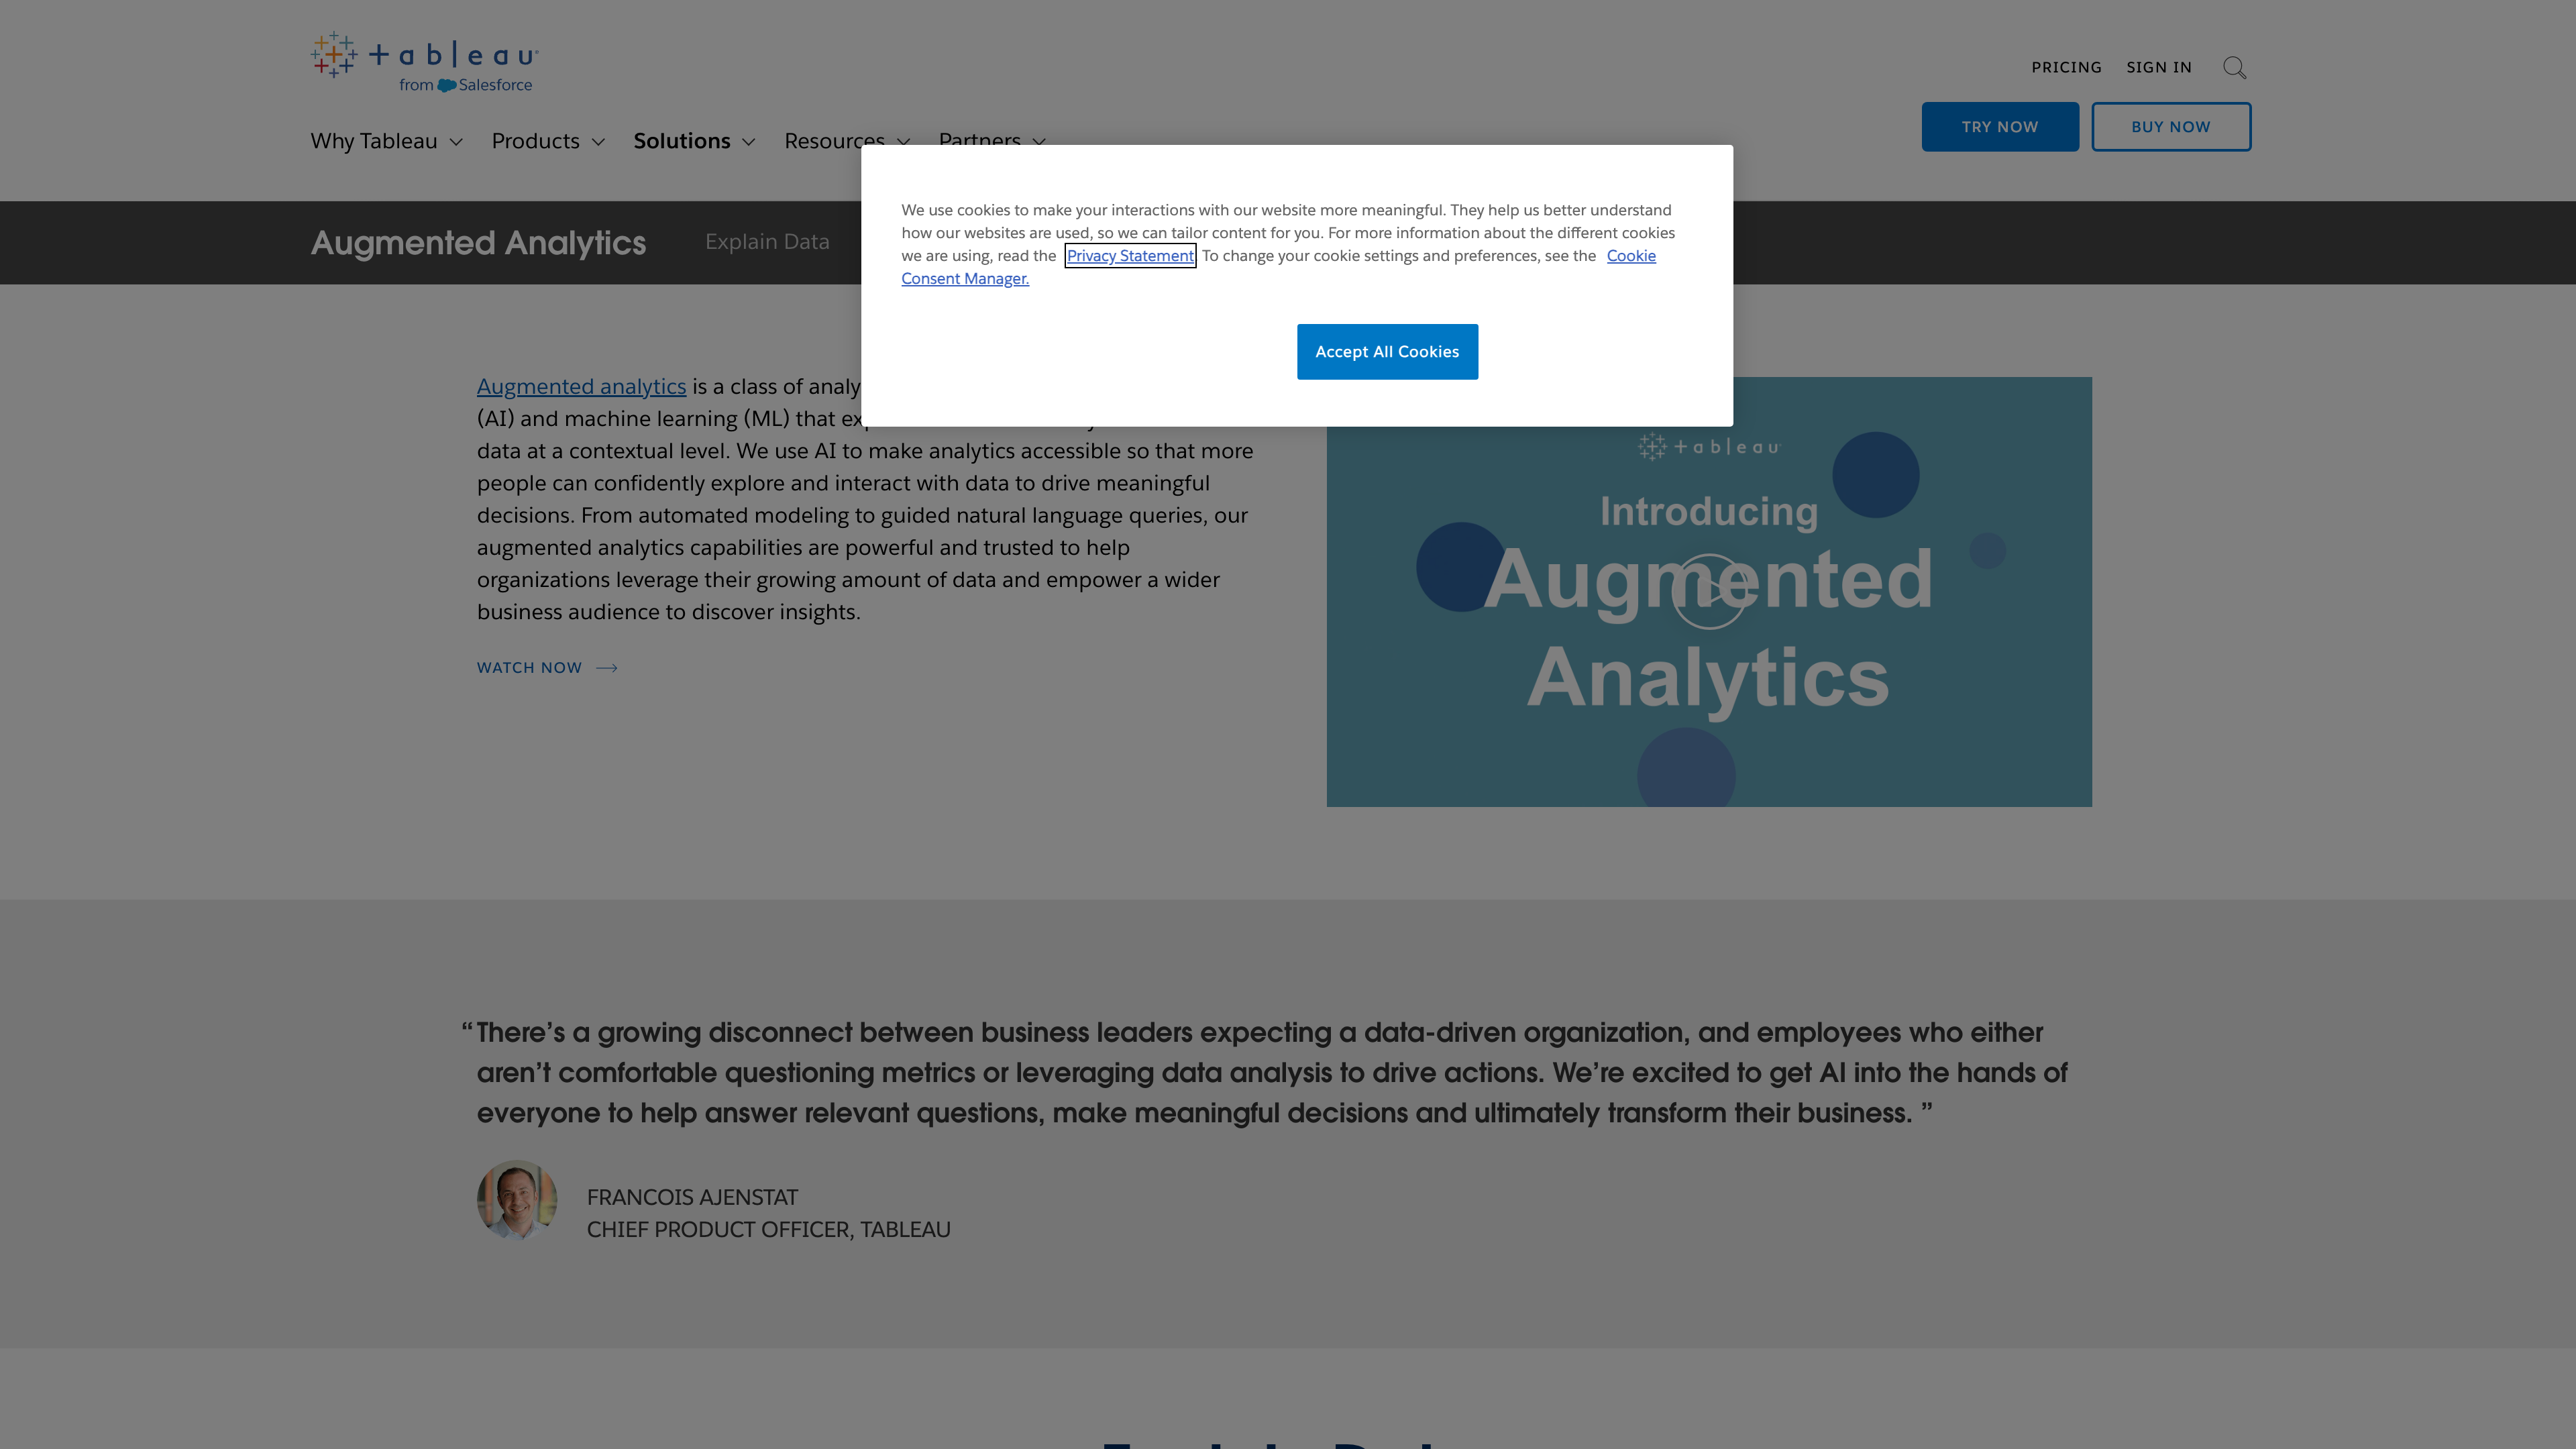 +ableau
from Salesforce
PRICING
SIGN IN
Why Tableau
Products
Solutions
Resources
Partners
TRY NOW
BUY NOW
Augmented Analytics
Explain Data
We use cookies to make your interactions with our website more meaningful. They help us better understand
how our websites are used, so we can tailor content for you. For more information about the different cookies
we are using, read the Privacy Statement To change your cookie settings and preferences, see the Cookie
Consent Manager.
Accept All Cookies
Augmented analytics is a class of analy
(AI) and machine learning (ML) that
data at a contextual level. We use AI to make analytics accessible so that more
people can confidently explore and interact with data to drive meaningful
decisions. From automated modeling to guided natural language queries, our
augmented analytics capabilities are powerful and trusted to help
organizations leverage their growing amount of data and empower a wider
business audience to discover insights.
WATCH NOW
+ableau
Introducing
Augmented
Analytics
“ There’s a growing disconnect between business leaders expecting a data-driven organization, and employees who either
aren’t comfortable questioning metrics or leveraging data analysis to drive actions. We’re excited to get AI into the hands of
everyone to help answer relevant questions, make meaningful decisions and ultimately transform their business. ”
FRANCOIS AJENSTAT
CHIEF PRODUCT OFFICER, TABLEAU